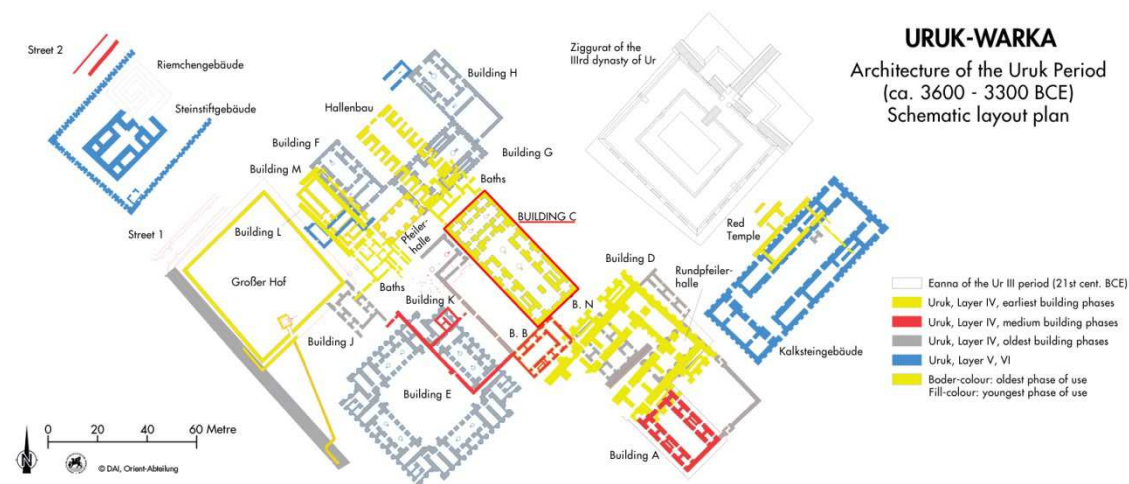 URUK-WARKA
Architecture of the Uruk Period
(ca. 3600 - 3300 BCE)
Schematic layout plan
Street 2
Riemchengebäude
Steinstiftgebäude
Ziggurat of the
IIIrd dynasty of Ur
Building H
Hallenbau
Building F
Building G
Building M
Baths
BUILDING C
Street 1
Building L
Pfeiler-
halle
Red
Temple
Building D
Rundpfeiler-
halle
Großer Hof
Baths
Building K
B. N
B. B
Building J
Kalksteingebäude
Building E
Building A
Eanna of the Ur III period (21st cent. BCE)
Uruk, Layer IV, earliest building phases
Uruk, Layer IV, medium building phases
Uruk, Layer IV, oldest building phases
Uruk, Layer V, VI
Boder-colour: oldest phase of use
Fill-colour: youngest phase of use
0 20 40 60 Metre
N
© DAI, Orient-Abteilung